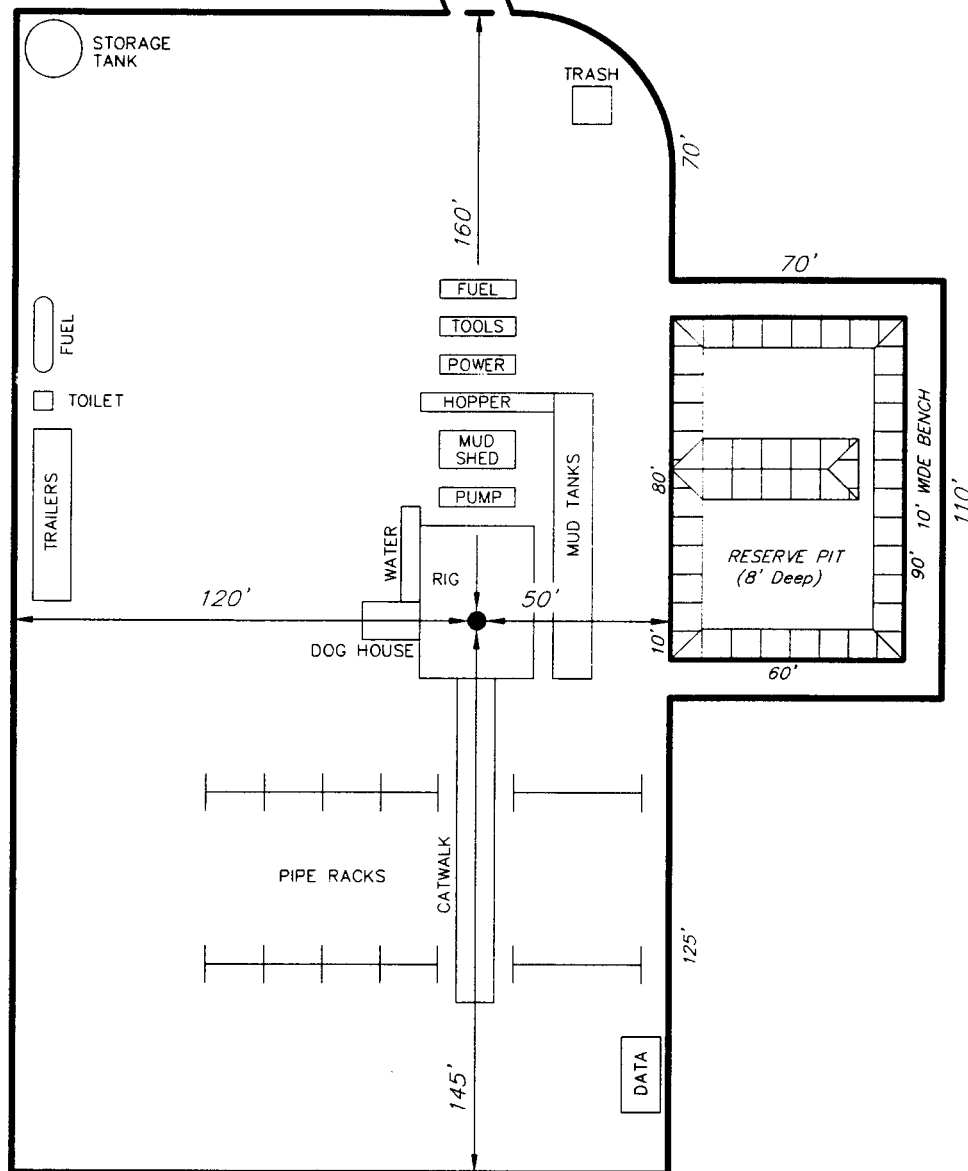 STORAGE
TANK
TRASH
70'
160'
70'
FUEL
TOOLS
POWER
HOPPER
MUD
SHED
PUMP
FUEL
TOILET
TRAILERS
WATER
MUD TANKS
RIG
120'
50'
DOG HOUSE
80'
10'
RESERVE PIT
(8' Deep)
90'
10' WIDE BENCH
110'
60'
PIPE RACKS
CATWALK
125'
145'
DATA